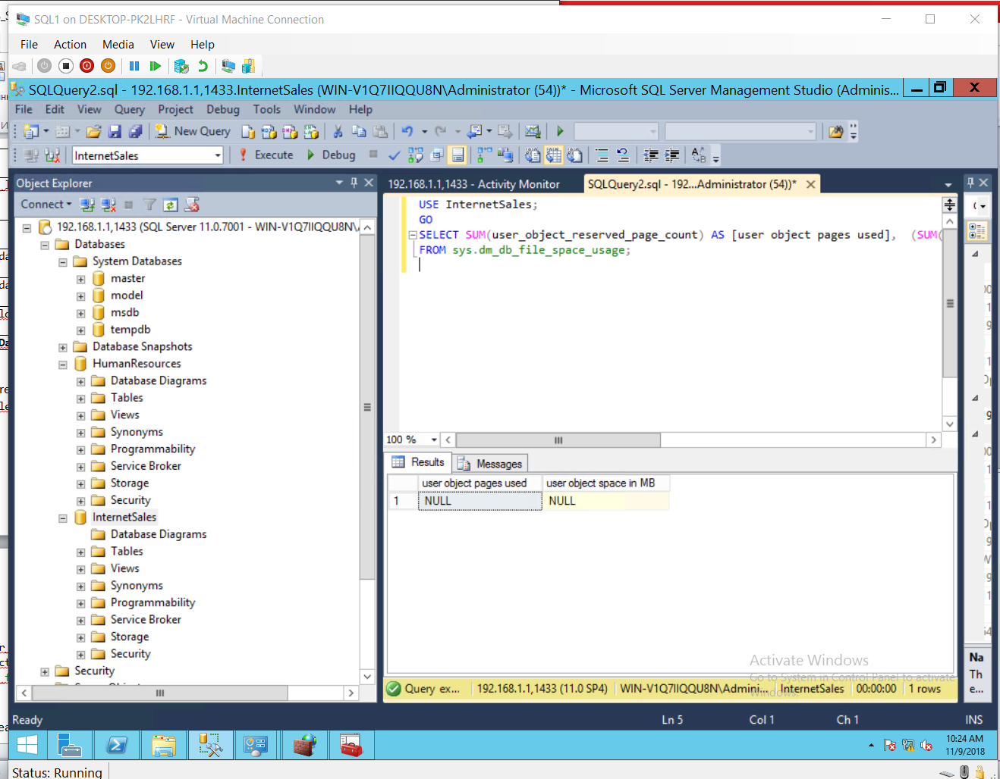 SQL1 on DESKTOP-PK2LHRF - Virtual Machine Connection
File Action Media View Help
SQLQuery2.sql - 192.168.1.1,1433.InternetSales (WIN-V1Q7IIQQU8N\Administrator (54))* - Microsoft SQL Server Management Studio (Adminis...
File Edit View Query Project Debug Tools Window Help
New Query
InternetSales Execute Debug
Object Explorer
Connect
192.168.1.1,1433 (SQL Server 11.0.7001 - WIN-V1Q7IIQQU8N\
Databases
System Databases
master
model
msdb
tempdb
Database Snapshots
HumanResources
Database Diagrams
Tables
Views
Synonyms
Programmability
Service Broker
Storage
Security
InternetSales
Database Diagrams
Tables
Views
Synonyms
Programmability
Service Broker
Storage
Security
Security
192.168.1.1,1433 - Activity Monitor
SQLQuery2.sql - 192...Administrator (54))*
USE InternetSales;
GO
SELECT SUM(user_object_reserved_page_count) AS [user object pages used], (SUM(
FROM sys.dm_db_file_space_usage;
100 %
Results Messages
user object pages used user object space in MB
1 NULL NULL
Activate Windows
Go to System in Control Panel to activate
Windows.
Query ex... 192.168.1.1,1433 (11.0 SP4) WIN-V1Q7IIQQU8N\Admini... InternetSales 00:00:00 1 rows
Na
Th
e...
Ready Ln 5 Col 1 Ch 1 INS
10:24 AM
11/9/2018
Status: Running